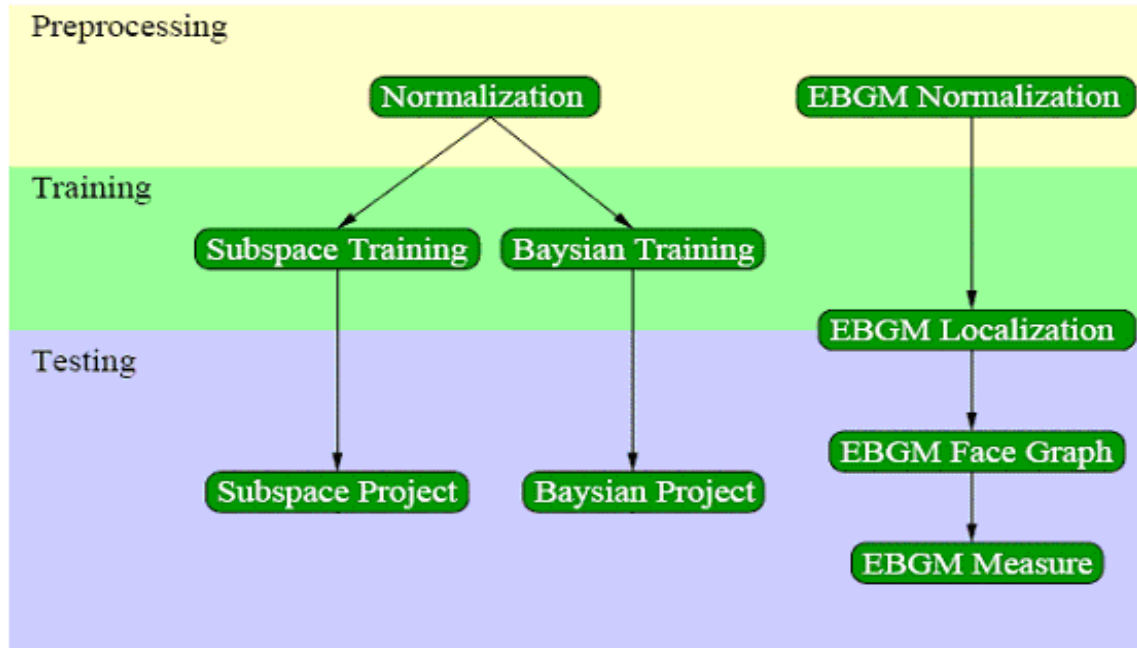 Preprocessing
Normalization
EBGM Normalization
Training
Subspace Training
Baysian Training
EBGM Localization
Testing
EBGM Face Graph
Subspace Project
Baysian Project
EBGM Measure